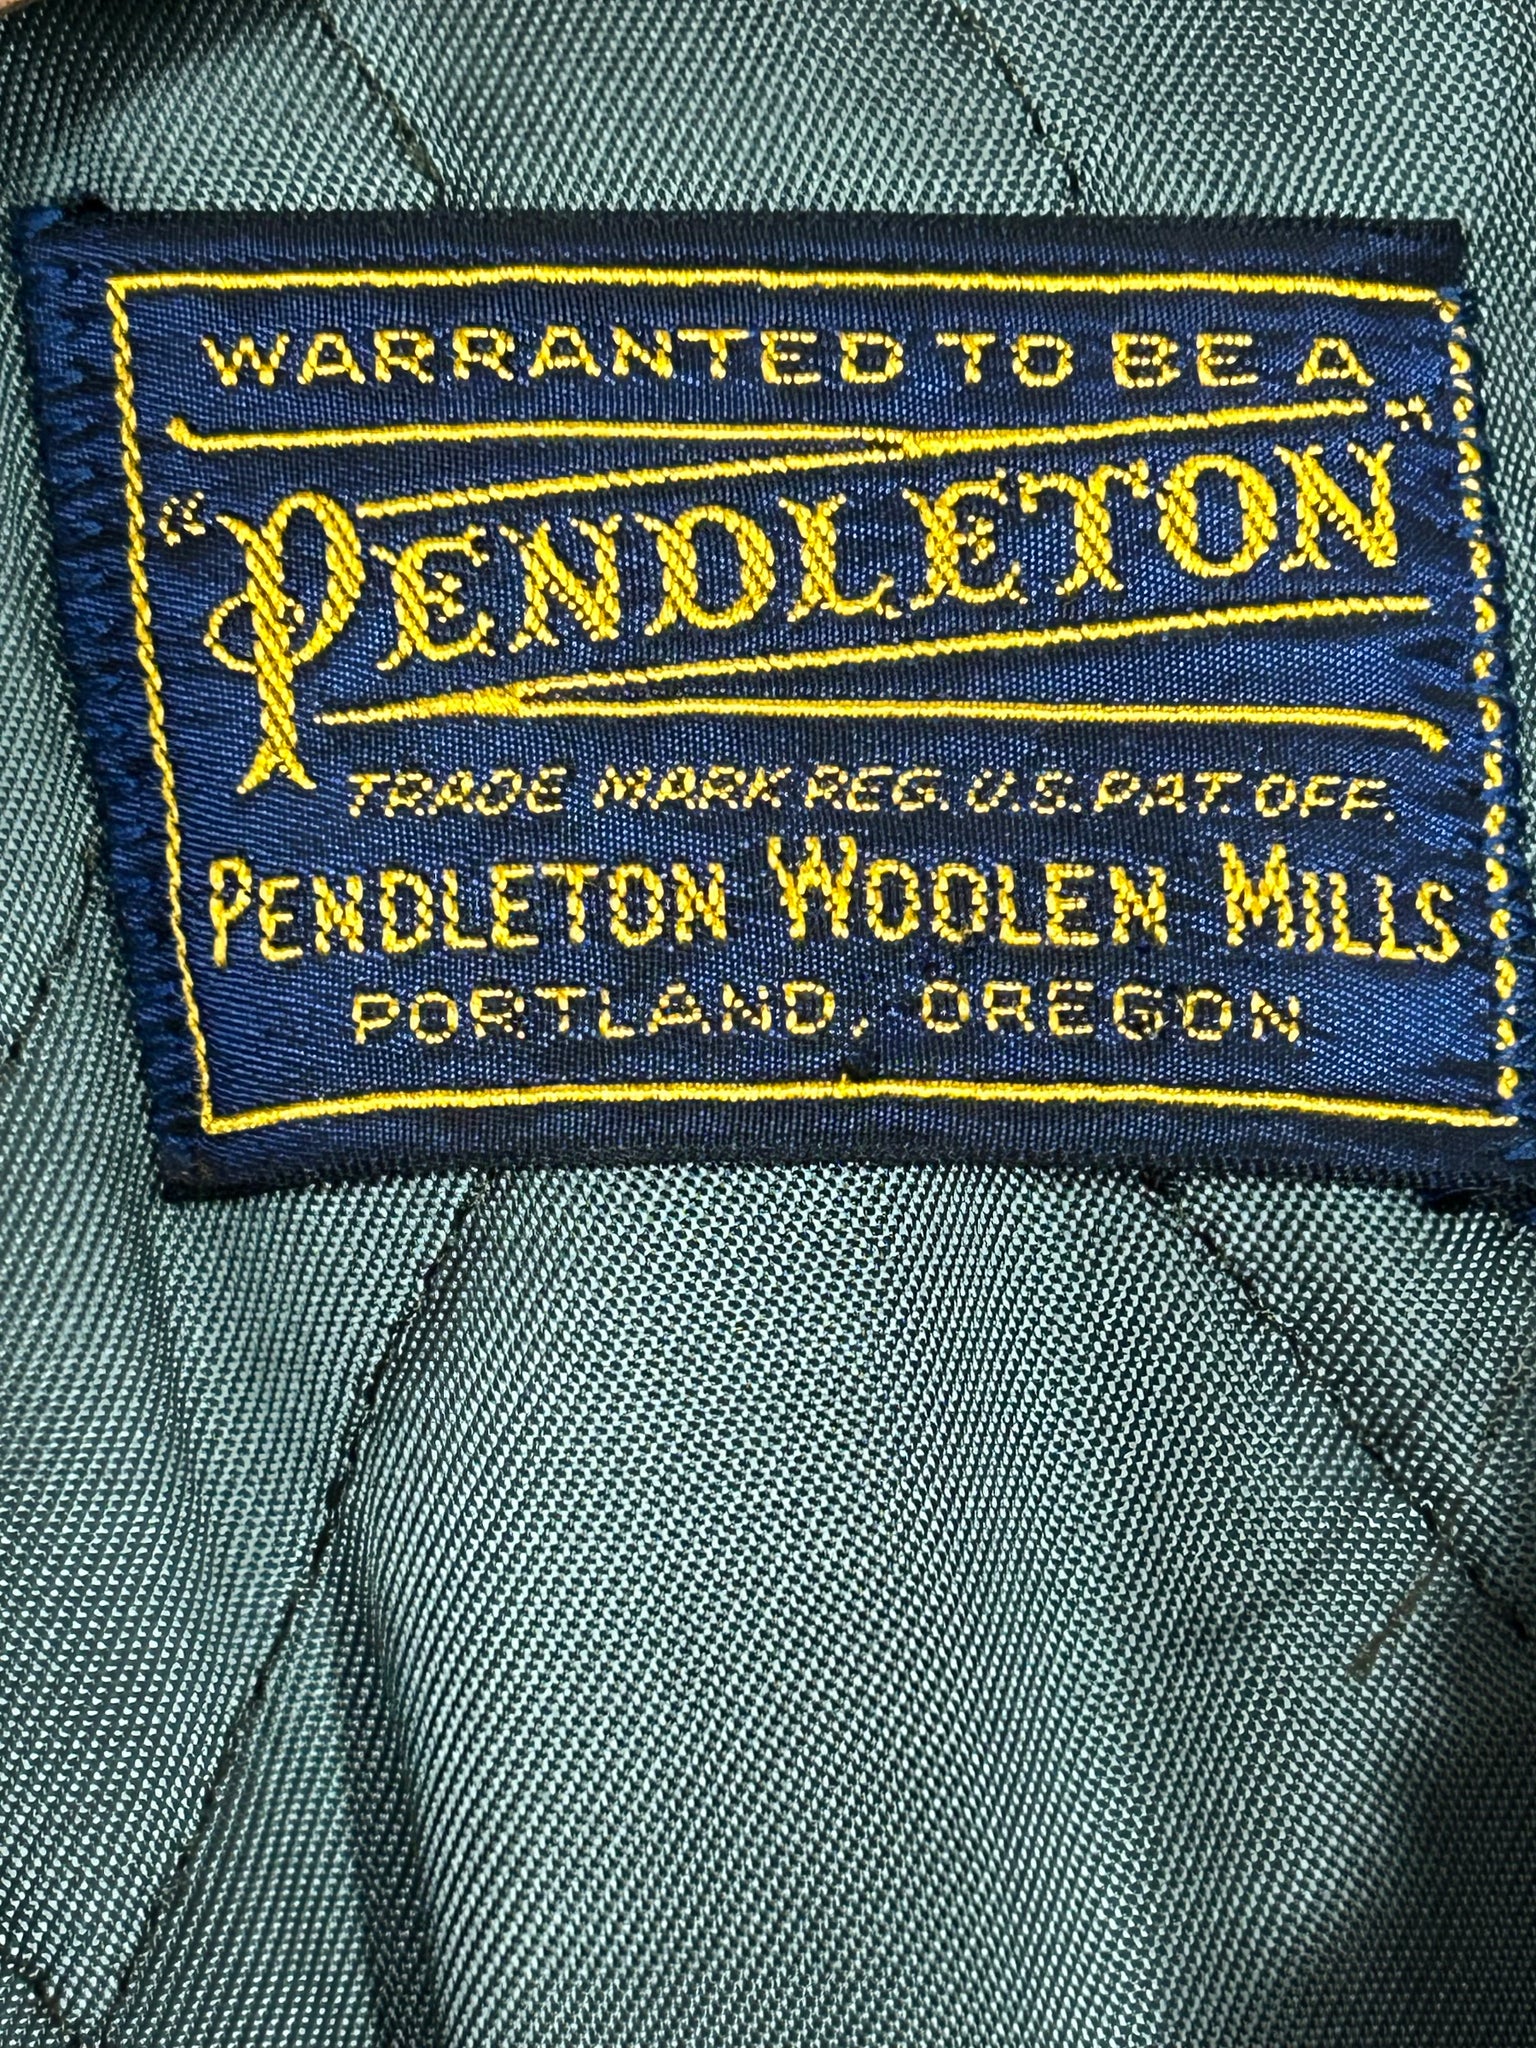 WARRANTED TO BE A
"PENDLETON"
TRADE MARK REG. U.S. PAT. OFF.
PENDLETON WOOLEN MILLS
PORTLAND, OREGON